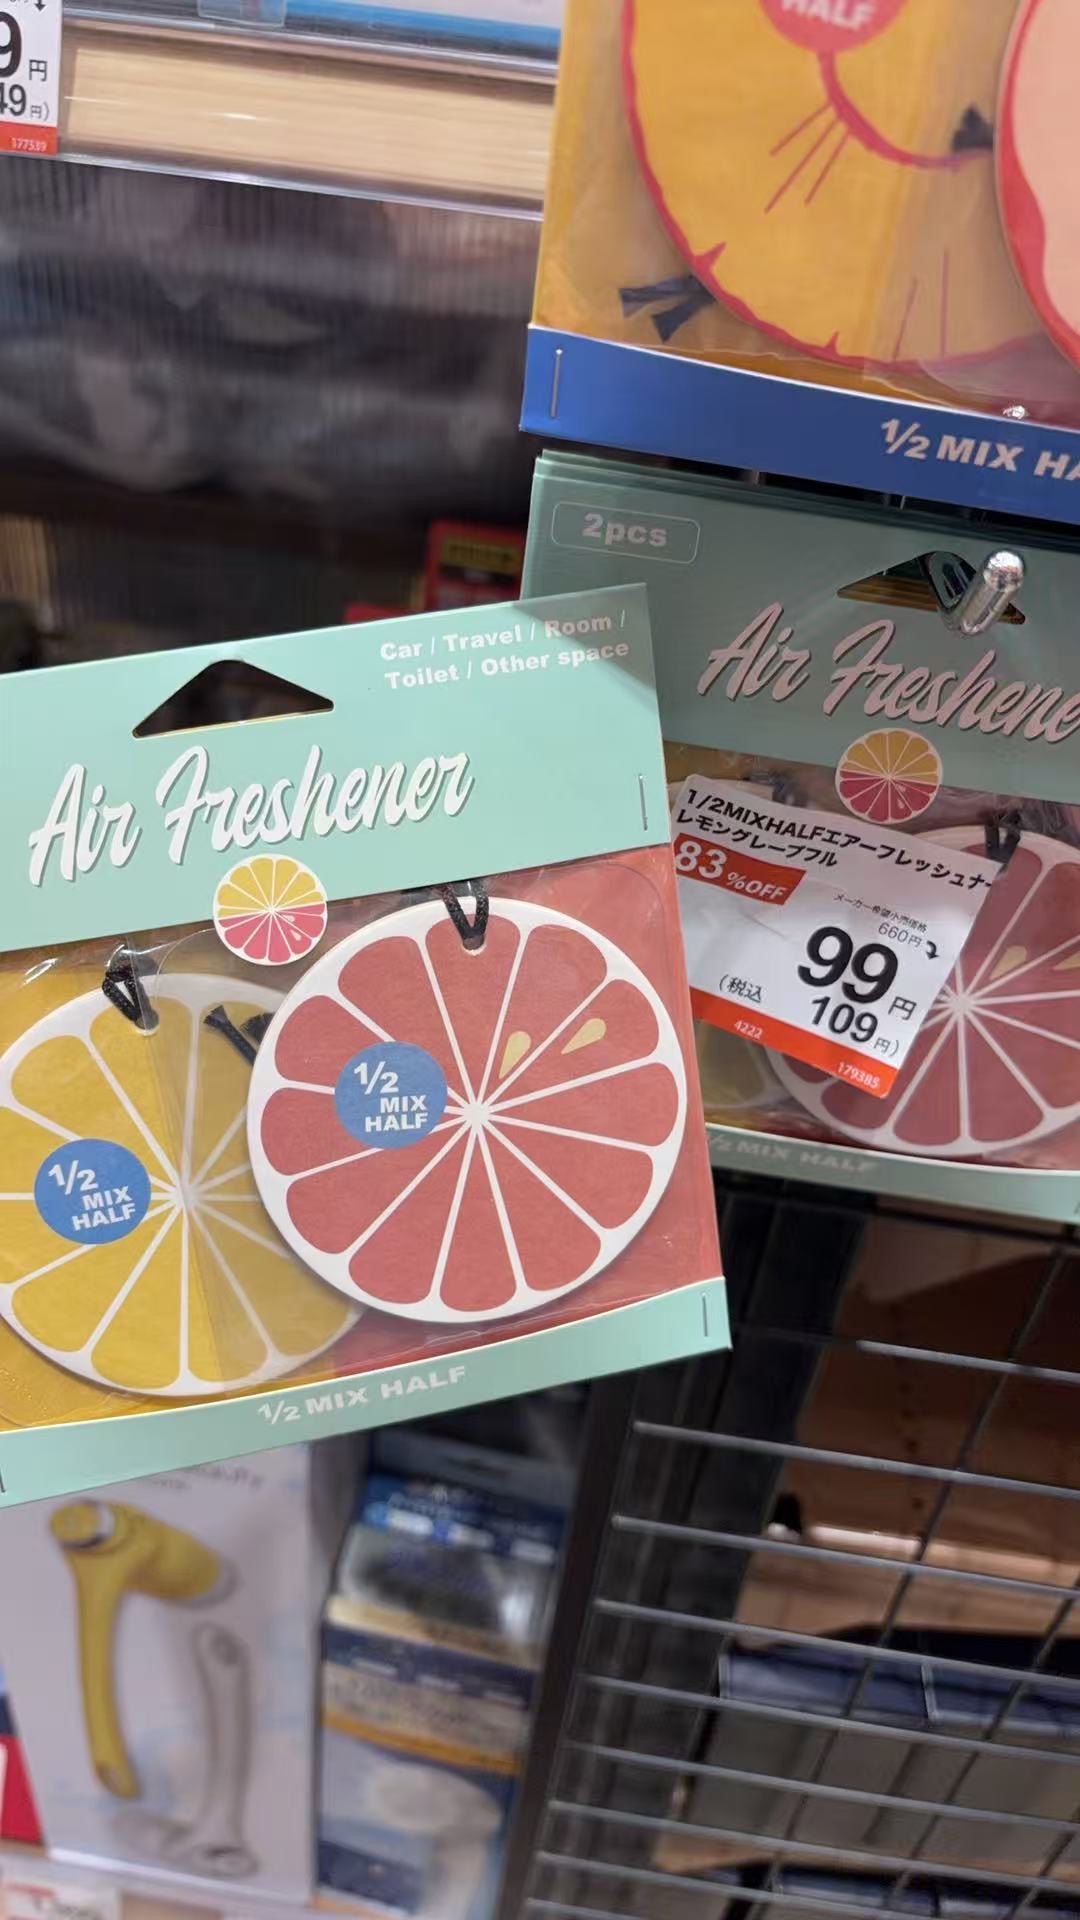 円
49円)
177539
HALF
1/2 MIX HA
2pcs
Air Freshene
Car / Travel / Room /
Toilet / Other space
Air Freshener
1/2MIXHALFエアーフレッシュナー
レモングレープフル
83%OFF
メーカー希望小売価格
660円
99円
(税込 109円)
4222
179385
1/2
MIX
HALF
1/2
MIX
HALF
1/2 MIX HALF
1/2 MIX HALF